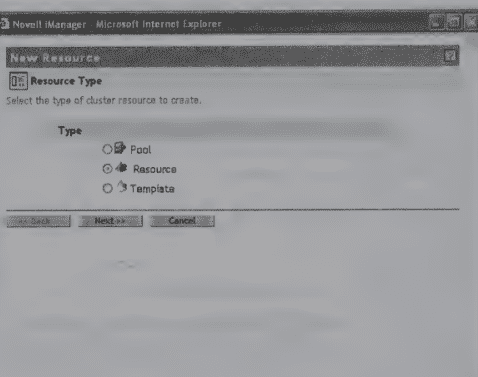 Novell iManager - Microsoft Internet Explorer
New Resource
Resource Type
Select the type of cluster resource to create.
Type
Pool
Resource
Template
<< Back Next >> Cancel